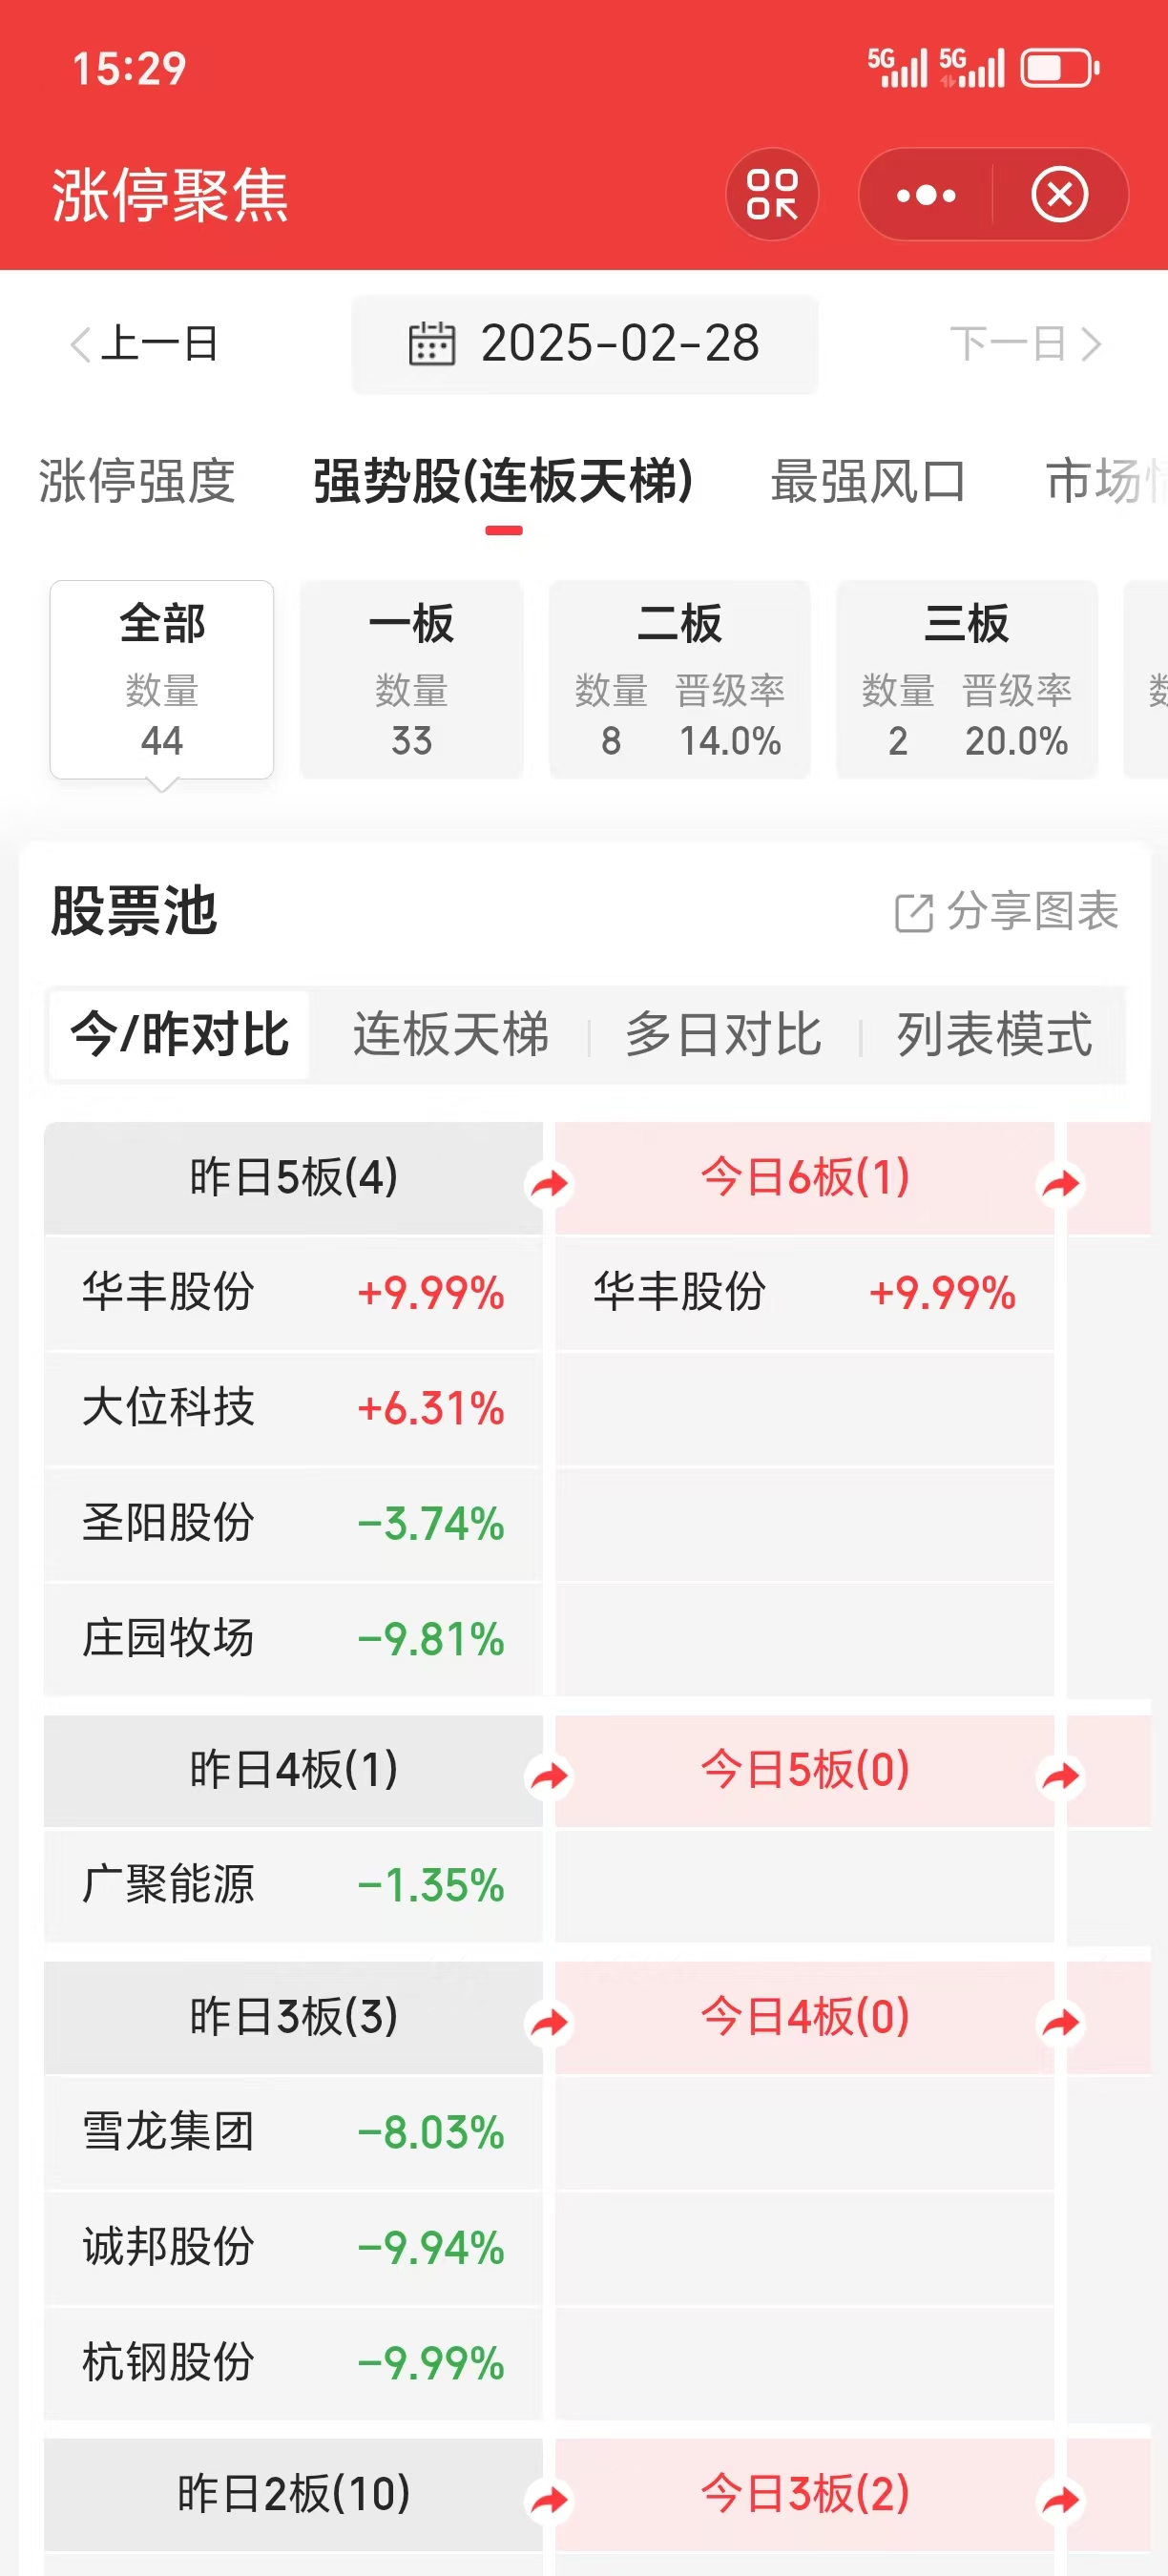 15:29 5G 5G
涨停聚焦
上一日 2025-02-28 下一日
涨停强度 强势股(连板天梯) 最强风口 市场
全部 一板 二板 三板
数量 数量 数量 晋级率 数量 晋级率
44 33 8 14.0% 2 20.0%
股票池 分享图表
今/昨对比 连板天梯 多日对比 列表模式
昨日5板(4) 今日6板(1)
华丰股份 +9.99% 华丰股份 +9.99%
大位科技 +6.31%
圣阳股份 -3.74%
庄园牧场 -9.81%
昨日4板(1) 今日5板(0)
广聚能源 -1.35%
昨日3板(3) 今日4板(0)
雪龙集团 -8.03%
诚邦股份 -9.94%
杭钢股份 -9.99%
昨日2板(10) 今日3板(2)